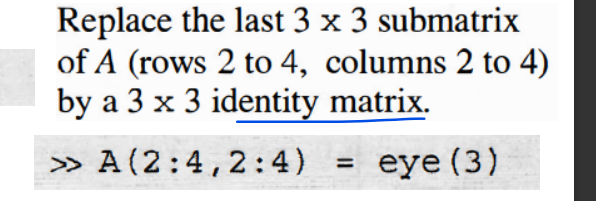 Replace the last 3 x 3 submatrix
of A (rows 2 to 4, columns 2 to 4)
by a 3 x 3 identity matrix.
>> A(2:4,2:4) = eye(3)